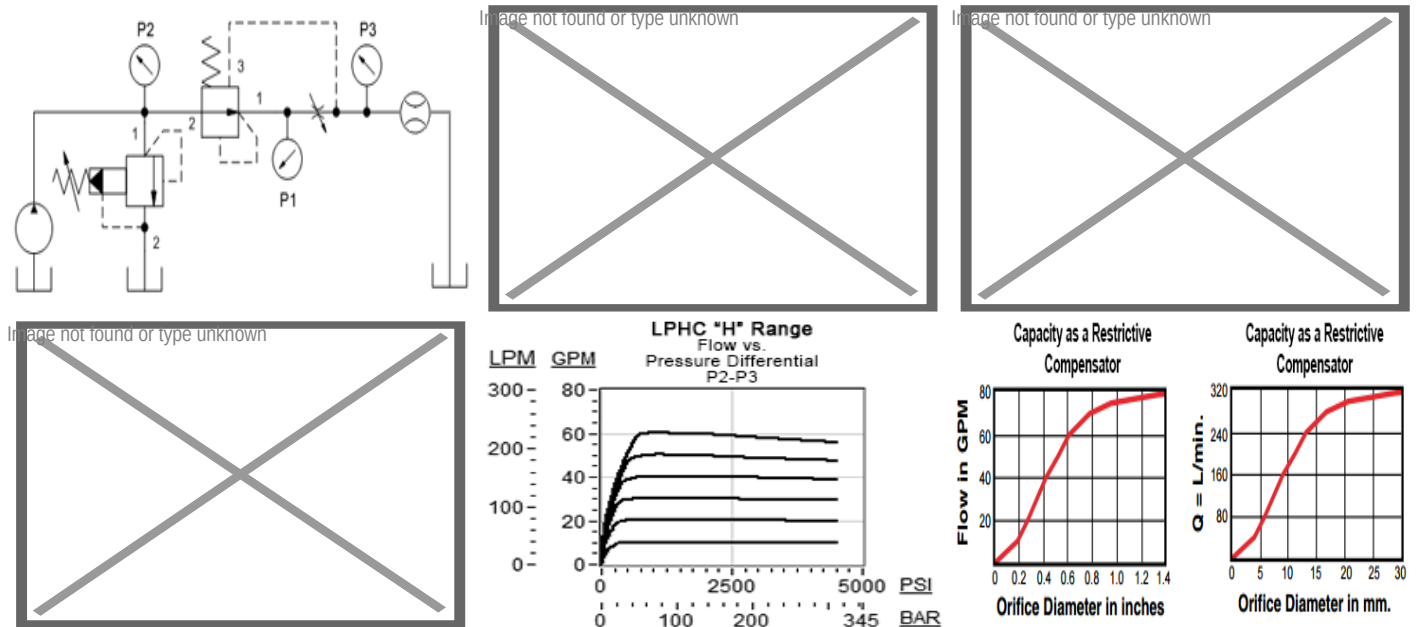 P2
P3
3
1
1
2
P1
2
Image not found or type unknown
Image not found or type unknown
Image not found or type unknown
LPHC "H" Range
Flow vs.
Pressure Differential
P2-P3
LPM GPM
300 80
60
200
40
100
20
0 0
0 2500 5000 PSI
0 100 200 345 BAR
Capacity as a Restrictive
Compensator
Flow in GPM
80
60
40
20
0 0.2 0.4 0.6 0.8 1.0 1.2 1.4
Orifice Diameter in inches
Capacity as a Restrictive
Compensator
Q = L/min.
320
240
160
80
0 5 10 15 20 25 30
Orifice Diameter in mm.